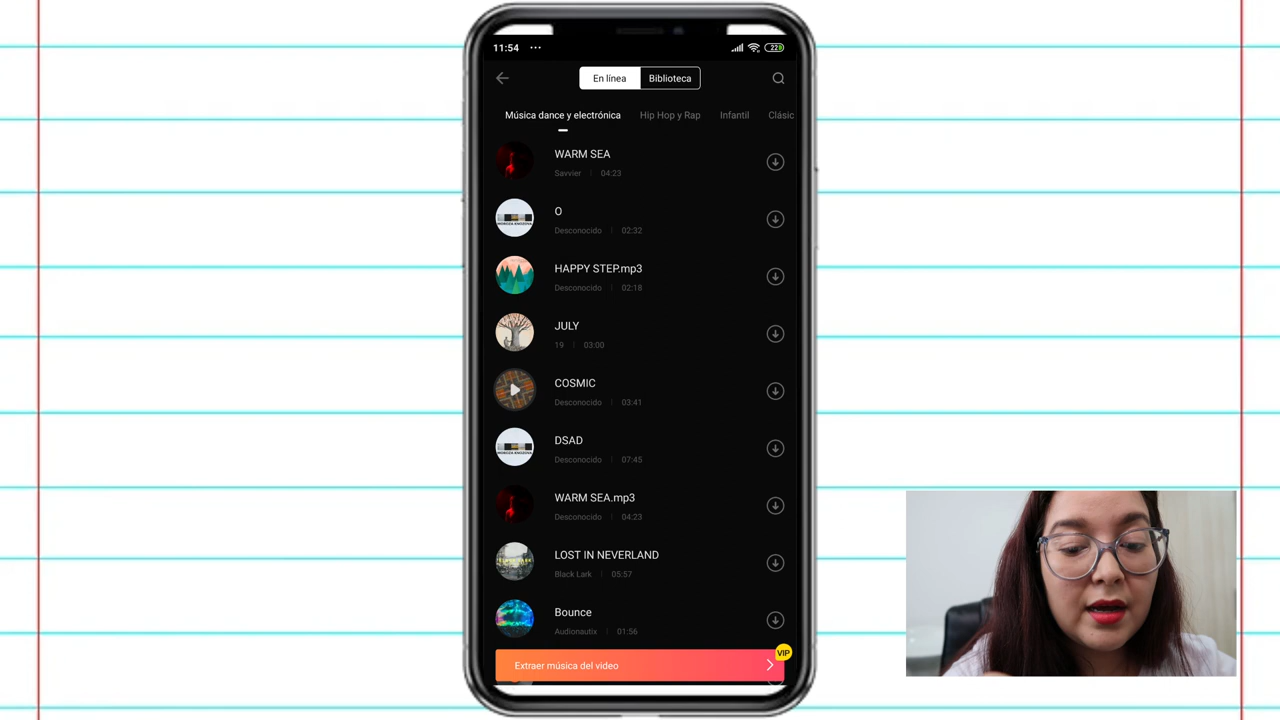 11:54 ...
22
En línea Biblioteca
Música dance y electrónica Hip Hop y Rap Infantil Clásic
WARM SEA
Savvier | 04:23
O
Desconocido | 02:32
HAPPY STEP.mp3
Desconocido | 02:18
JULY
19 | 03:00
COSMIC
Desconocido | 03:41
DSAD
Desconocido | 07:45
WARM SEA.mp3
Desconocido | 04:23
LOST IN NEVERLAND
Black Lark | 05:57
Bounce
Audionautix | 01:56
VIP
Extraer música del video